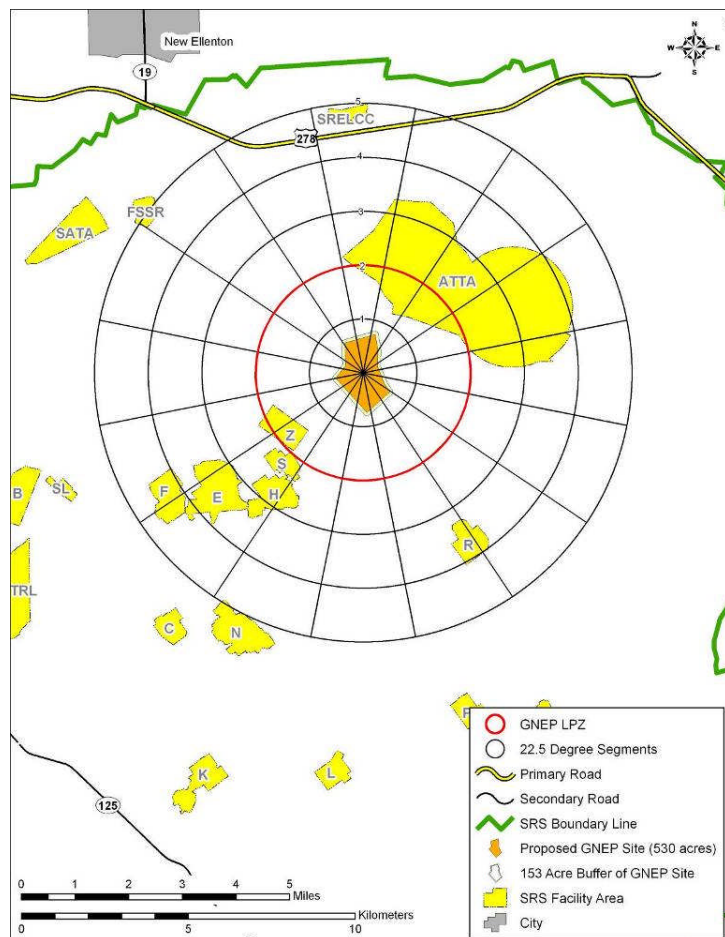 New Ellenton
N
W E
S
19
SRELCC
5
278
4
FSSR
3
SATA
2
ATTA
1
Z
S
B
SL
F
E
H
R
TRL
C
N
P
K
L
125
GNEP LPZ
22.5 Degree Segments
Primary Road
Secondary Road
SRS Boundary Line
Proposed GNEP Site (530 acres)
153 Acre Buffer of GNEP Site
SRS Facility Area
City
0 1 2 3 4 5
Miles
Kilometers
0 5 10